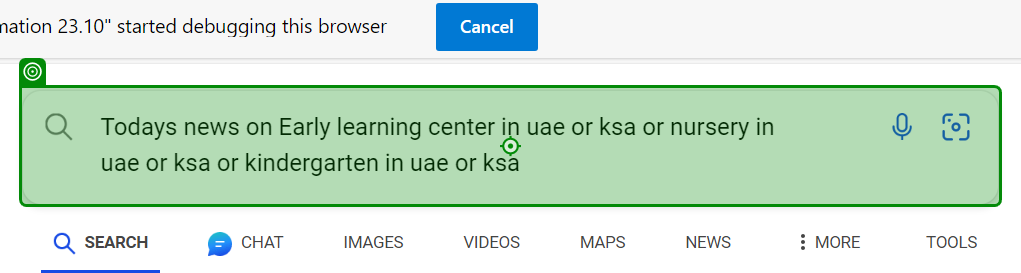 mation 23.10" started debugging this browser
Cancel
Todays news on Early learning center in uae or ksa or nursery in
uae or ksa or kindergarten in uae or ksa
SEARCH CHAT IMAGES VIDEOS MAPS NEWS MORE TOOLS